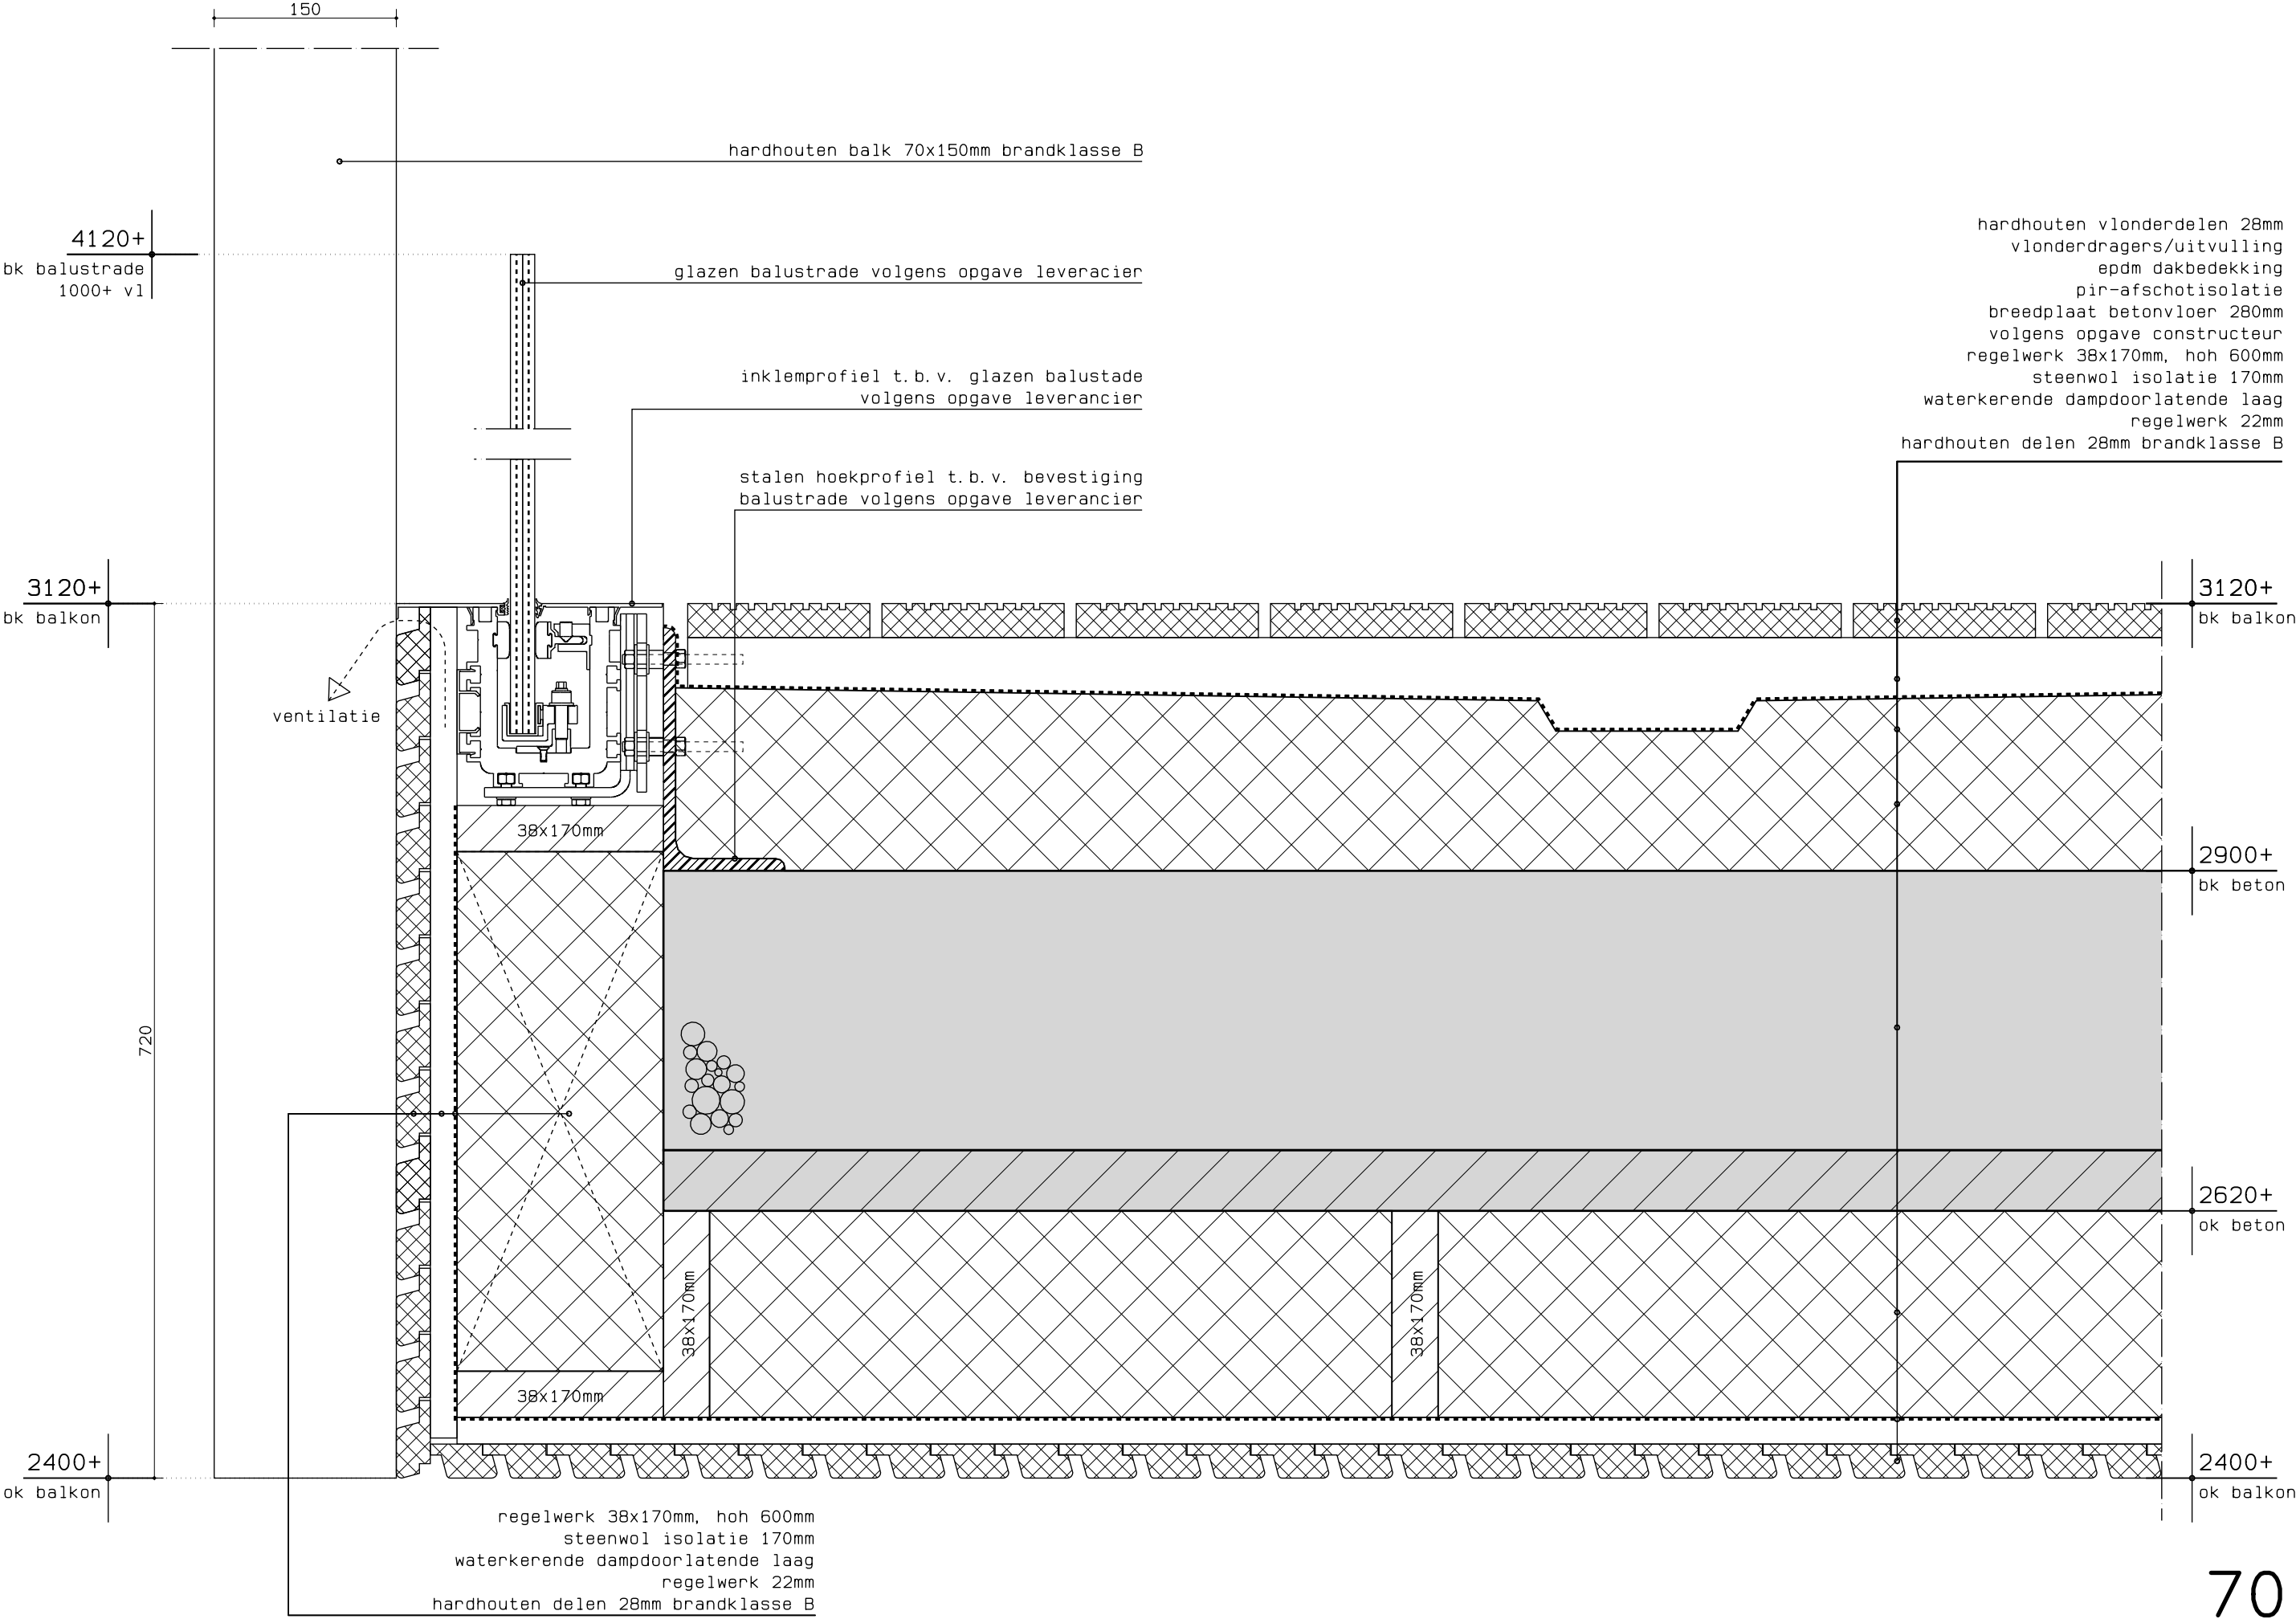 150
hardhouten balk 70x150mm brandklasse B
4120+
bk balustrade
1000+ vl
glazen balustrade volgens opgave leveracier
inklemprofiel t.b.v. glazen balustade
volgens opgave leverancier
stalen hoekprofiel t.b.v. bevestiging
balustrade volgens opgave leverancier
hardhouten vlonderdelen 28mm
vlonderdragers/uitvulling
epdm dakbedekking
pir-afschotisolatie
breedplaat betonvloer 280mm
volgens opgave constructeur
regelwerk 38x170mm, hoh 600mm
steenwol isolatie 170mm
waterkerende dampdoorlatende laag
regelwerk 22mm
hardhouten delen 28mm brandklasse B
3120+
bk balkon
3120+
bk balkon
ventilatie
38x170mm
2900+
bk beton
720
2620+
ok beton
38x170mm
38x170mm
38x170mm
2400+
ok balkon
2400+
ok balkon
regelwerk 38x170mm, hoh 600mm
steenwol isolatie 170mm
waterkerende dampdoorlatende laag
regelwerk 22mm
hardhouten delen 28mm brandklasse B
70